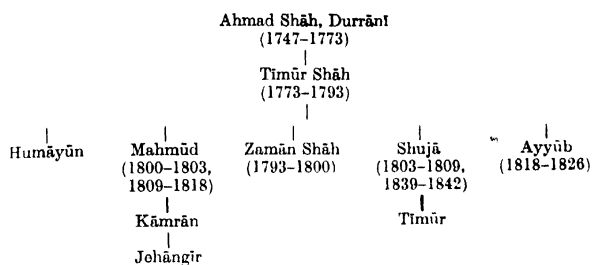 Ahmad Shāh, Durrānī
(1747–1773)
Tīmūr Shāh
(1773–1793)
Humāyūn Mahmūd Zamān Shāh Shujā Ayyūb
(1800–1803, (1793–1800) (1803–1809, (1818–1826)
1809–1818) 1839–1842)
Kāmrān Tīmūr
Jehāngīr